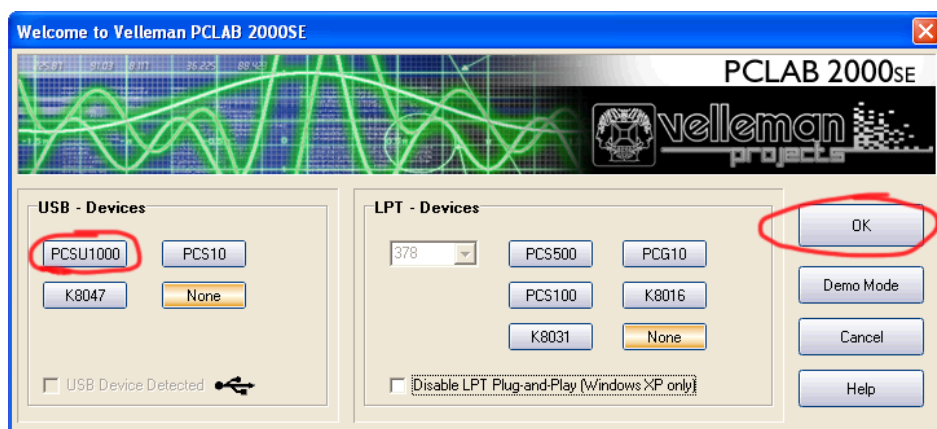 Welcome to Velleman PCLAB 2000SE
PCLAB 2000SE
velleman
projects
USB - Devices
PCSU1000
PCS10
K8047
None
USB Device Detected
LPT - Devices
378
PCS500
PCG10
PCS100
K8016
K8031
None
Disable LPT Plug-and-Play (Windows XP only)
OK
Demo Mode
Cancel
Help